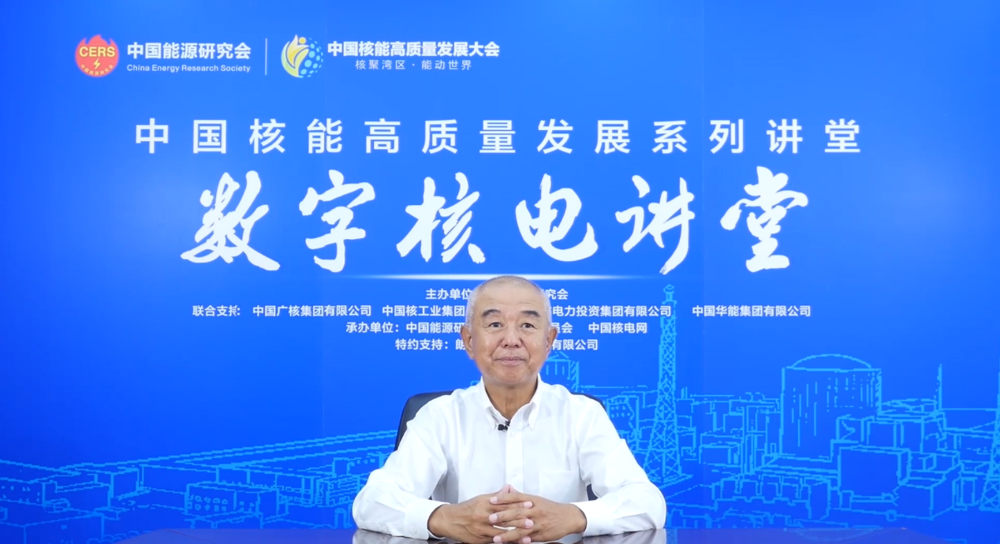 CERS 中国能源研究会
China Energy Research Society
中国核能高质量发展大会
核聚湾区·能动世界
中国核能高质量发展系列讲堂
数字核电讲堂
主办单位 究会
联合支持: 中国广核集团有限公司 中国核工业集团 电力投资集团有限公司 中国华能集团有限公司
承办单位:中国能源研 员会 中国核电网
特约支持:朗 有限公司